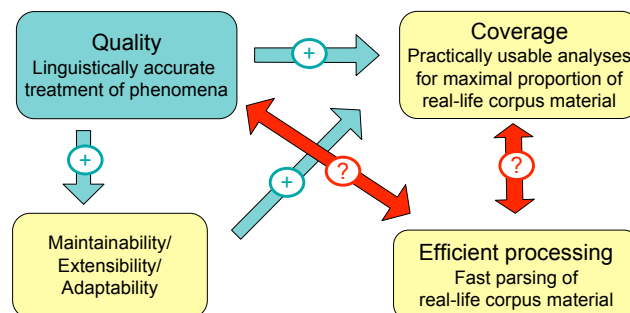 Quality
Linguistically accurate
treatment of phenomena
+
Coverage
Practically usable analyses
for maximal proportion of
real-life corpus material
+
+
?
?
Maintainability/
Extensibility/
Adaptability
Efficient processing
Fast parsing of
real-life corpus material